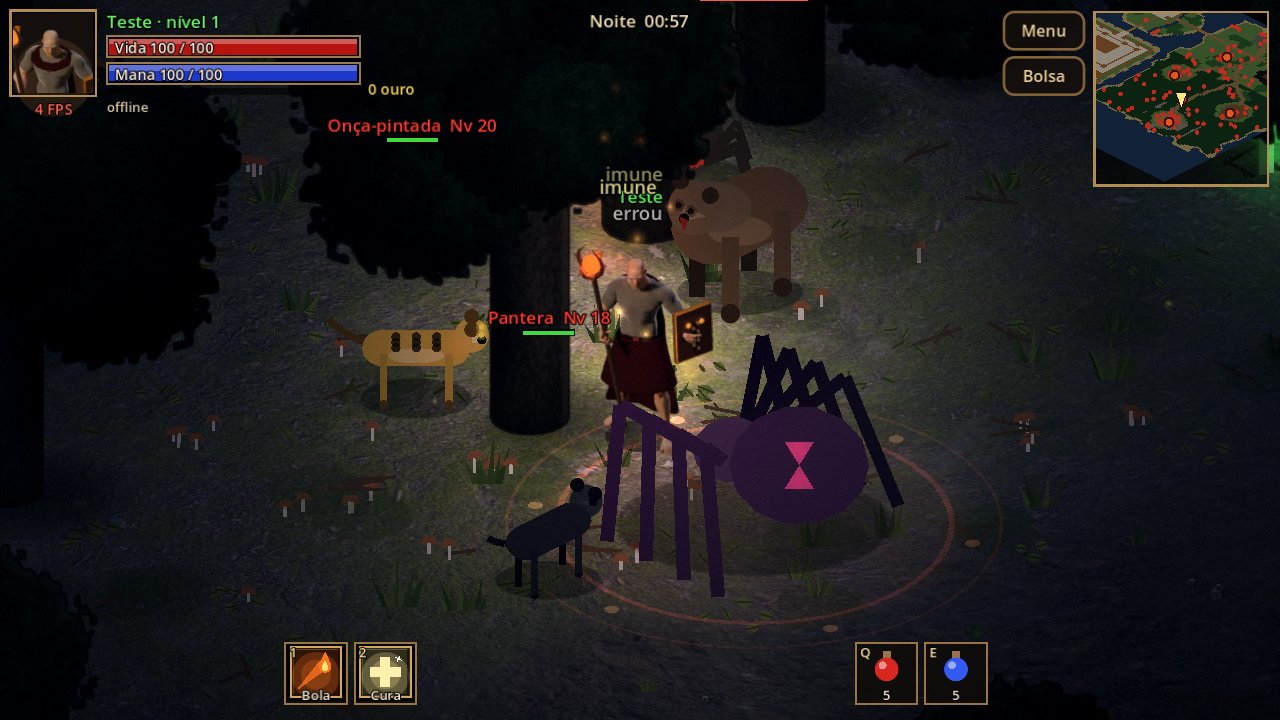 Teste · nível 1
Vida 100 / 100
Mana 100 / 100
0 ouro
4 FPS
offline
Noite 00:57
Menu
Bolsa
Onça-pintada Nv 20
imune
imune
Teste
errou
Pantera Nv 18
1
Bola
2
Cura
Q
5
E
5